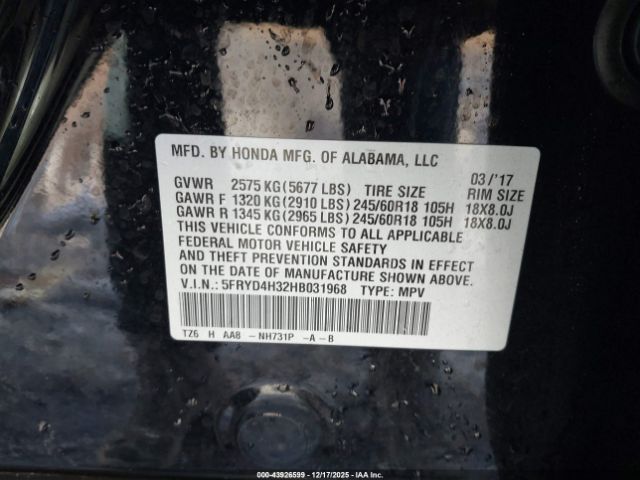 MFD. BY HONDA MFG. OF ALABAMA, LLC
03/'17
GVWR 2575 KG (5677 LBS) TIRE SIZE RIM SIZE
GAWR F 1320 KG (2910 LBS) 245/60R18 105H 18X8.0J
GAWR R 1345 KG (2965 LBS) 245/60R18 105H 18X8.0J
THIS VEHICLE CONFORMS TO ALL APPLICABLE
FEDERAL MOTOR VEHICLE SAFETY
AND THEFT PREVENTION STANDARDS IN EFFECT
ON THE DATE OF MANUFACTURE SHOWN ABOVE.
V.I.N.: 5FRYD4H32HB031968 TYPE: MPV
TZ6 H AA8 -NH731P -A -B
IAA BRANCH DOC: 43926599 - 12/17/2025 - IAA INC.